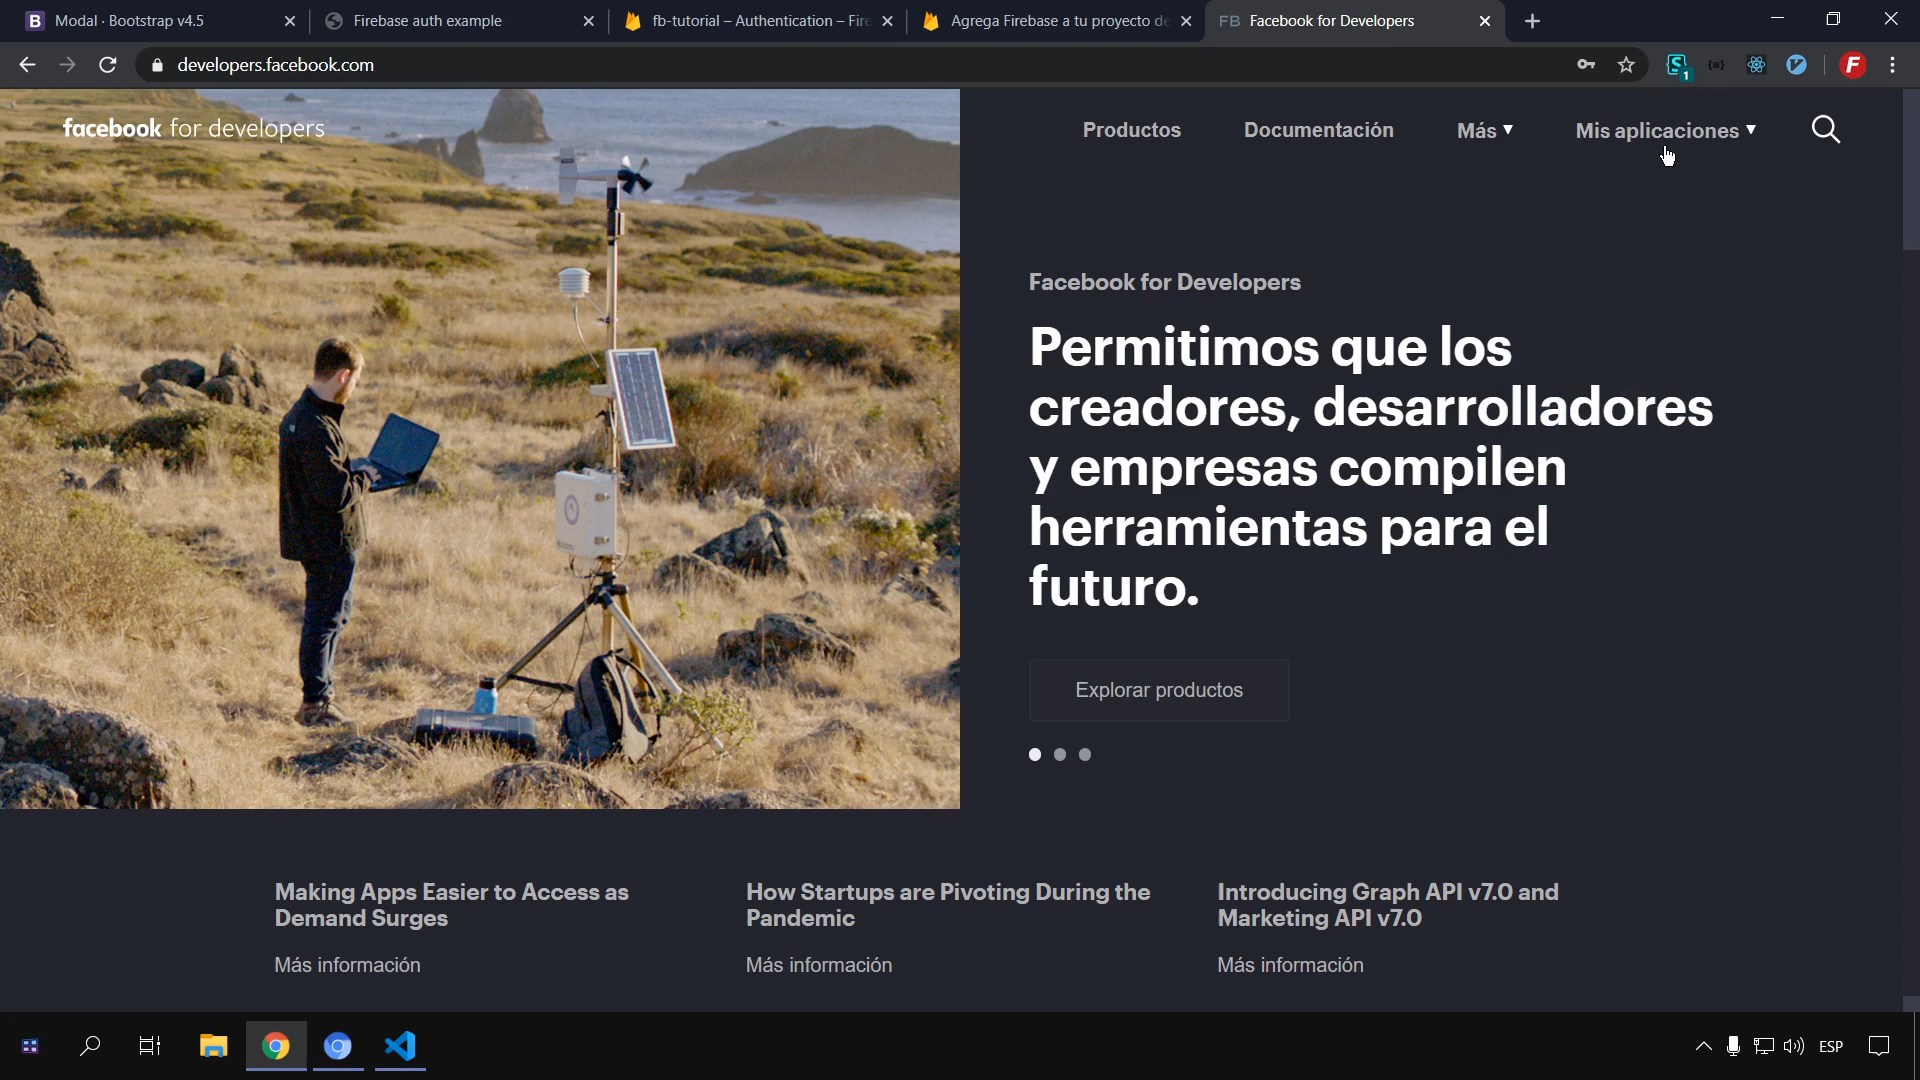 Modal · Bootstrap v4.5
Firebase auth example
fb-tutorial – Authentication – Fire
Agrega Firebase a tu proyecto de
FB Facebook for Developers
developers.facebook.com
1
F
facebook for developers
Productos
Documentación
Más ▼
Mis aplicaciones ▼
Facebook for Developers
Permitimos que los
creadores, desarrolladores
y empresas compilen
herramientas para el
futuro.
Explorar productos
Making Apps Easier to Access as
Demand Surges
Más información
How Startups are Pivoting During the
Pandemic
Más información
Introducing Graph API v7.0 and
Marketing API v7.0
Más información
ESP